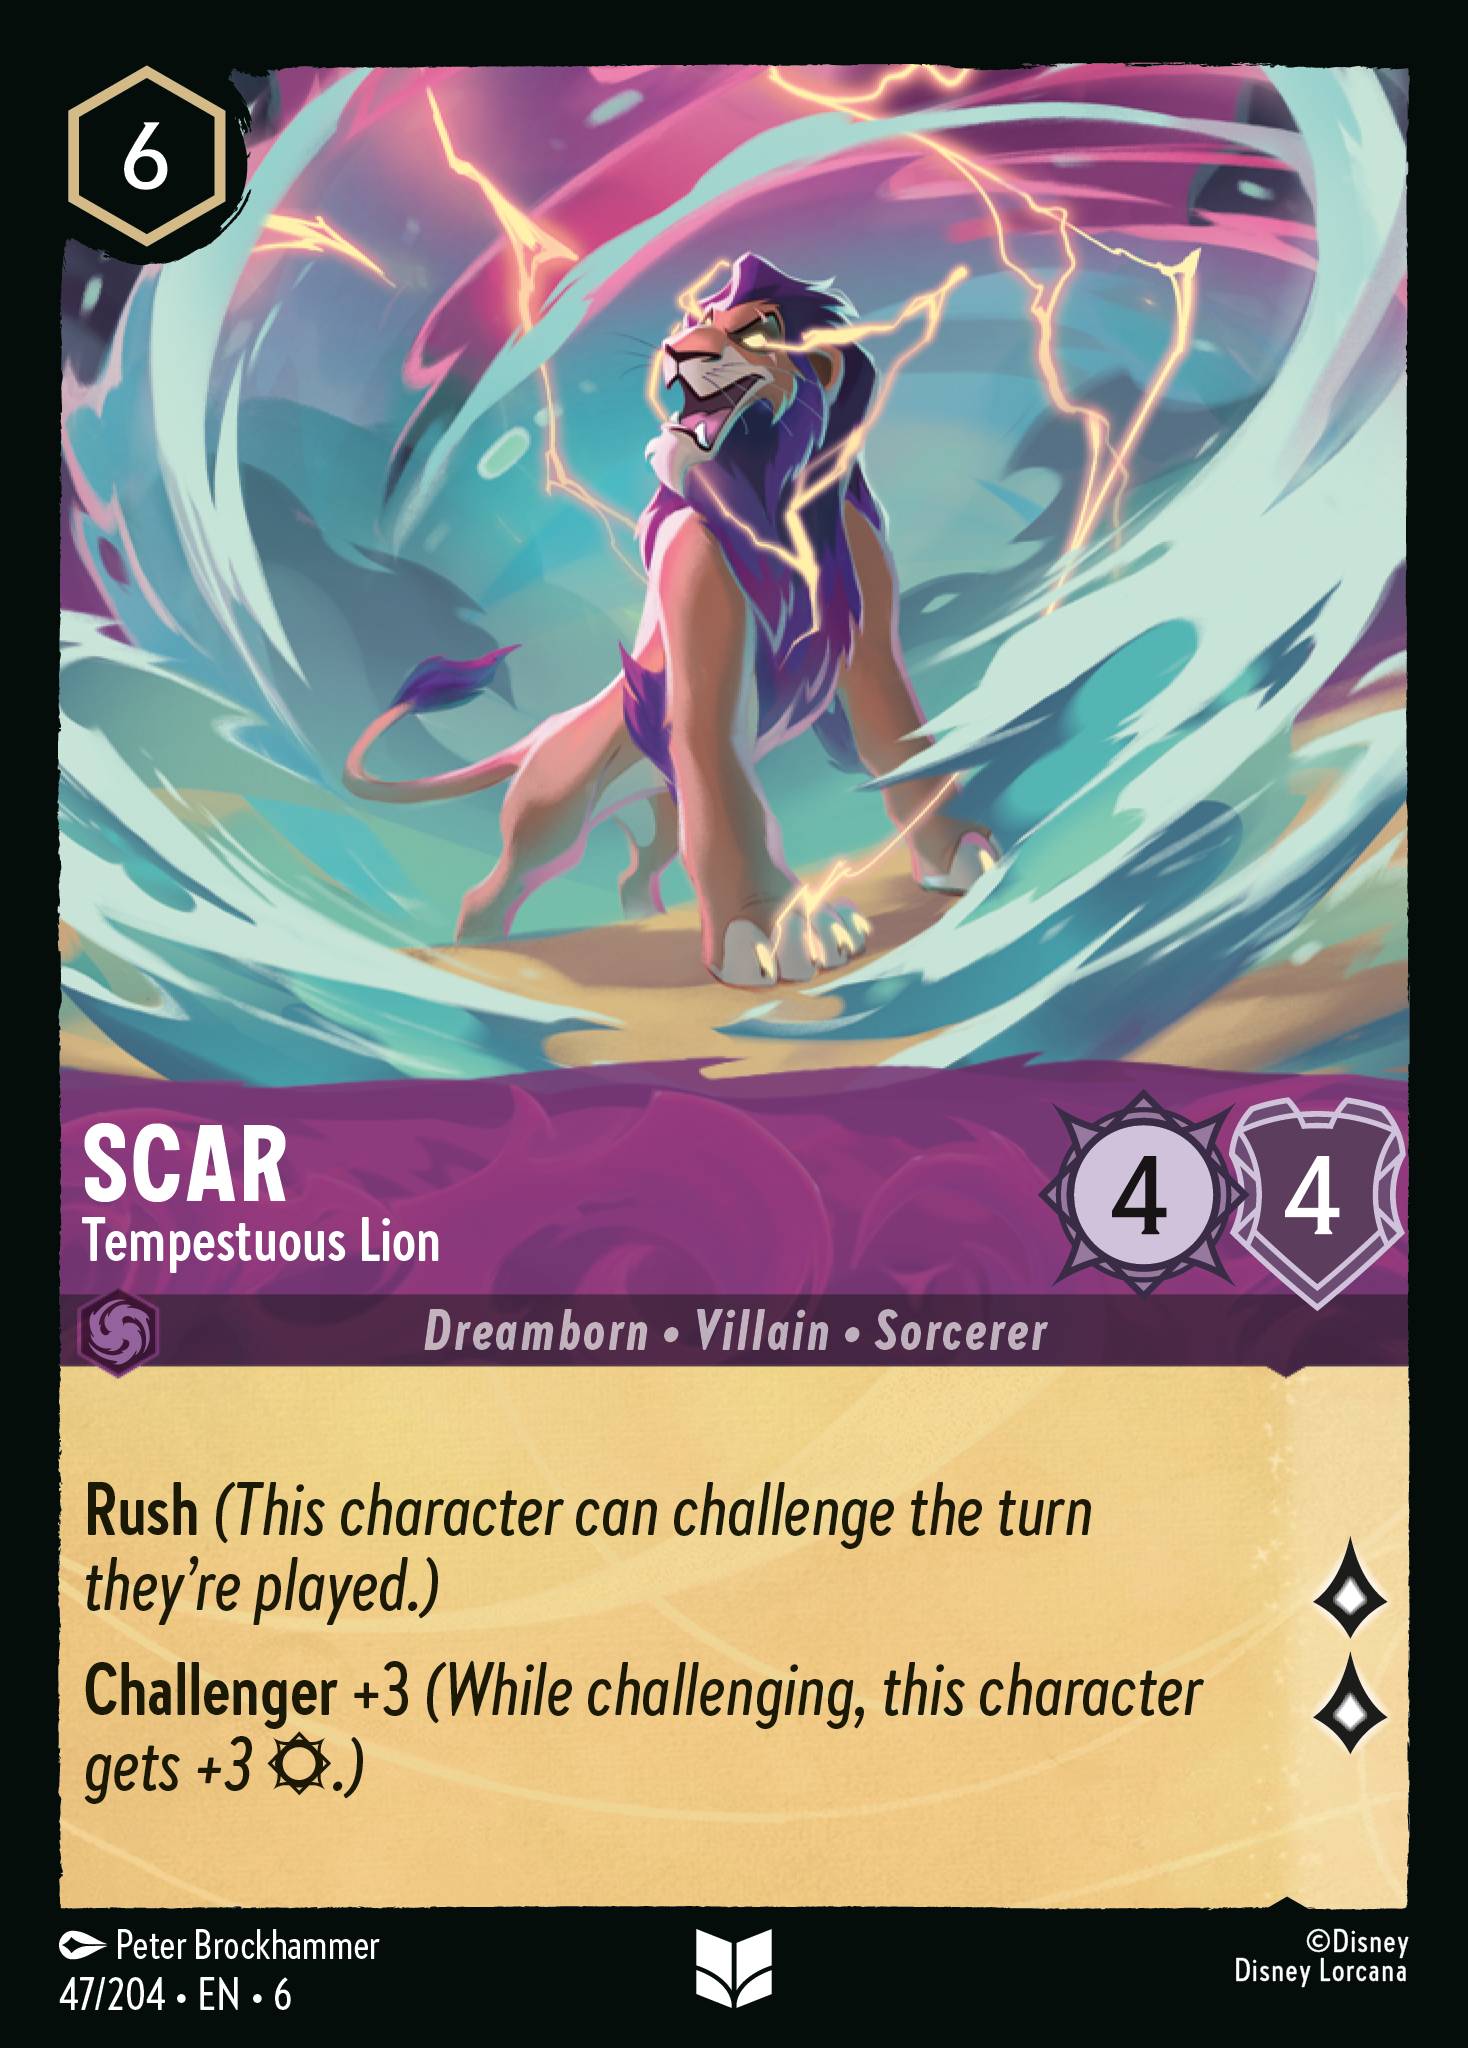 6
SCAR
Tempestuous Lion
4 4
Dreamborn • Villain • Sorcerer
Rush (This character can challenge the turn
they’re played.)
Challenger +3 (While challenging, this character
gets +3 .)
Peter Brockhammer
47/204 • EN • 6
©Disney
Disney Lorcana